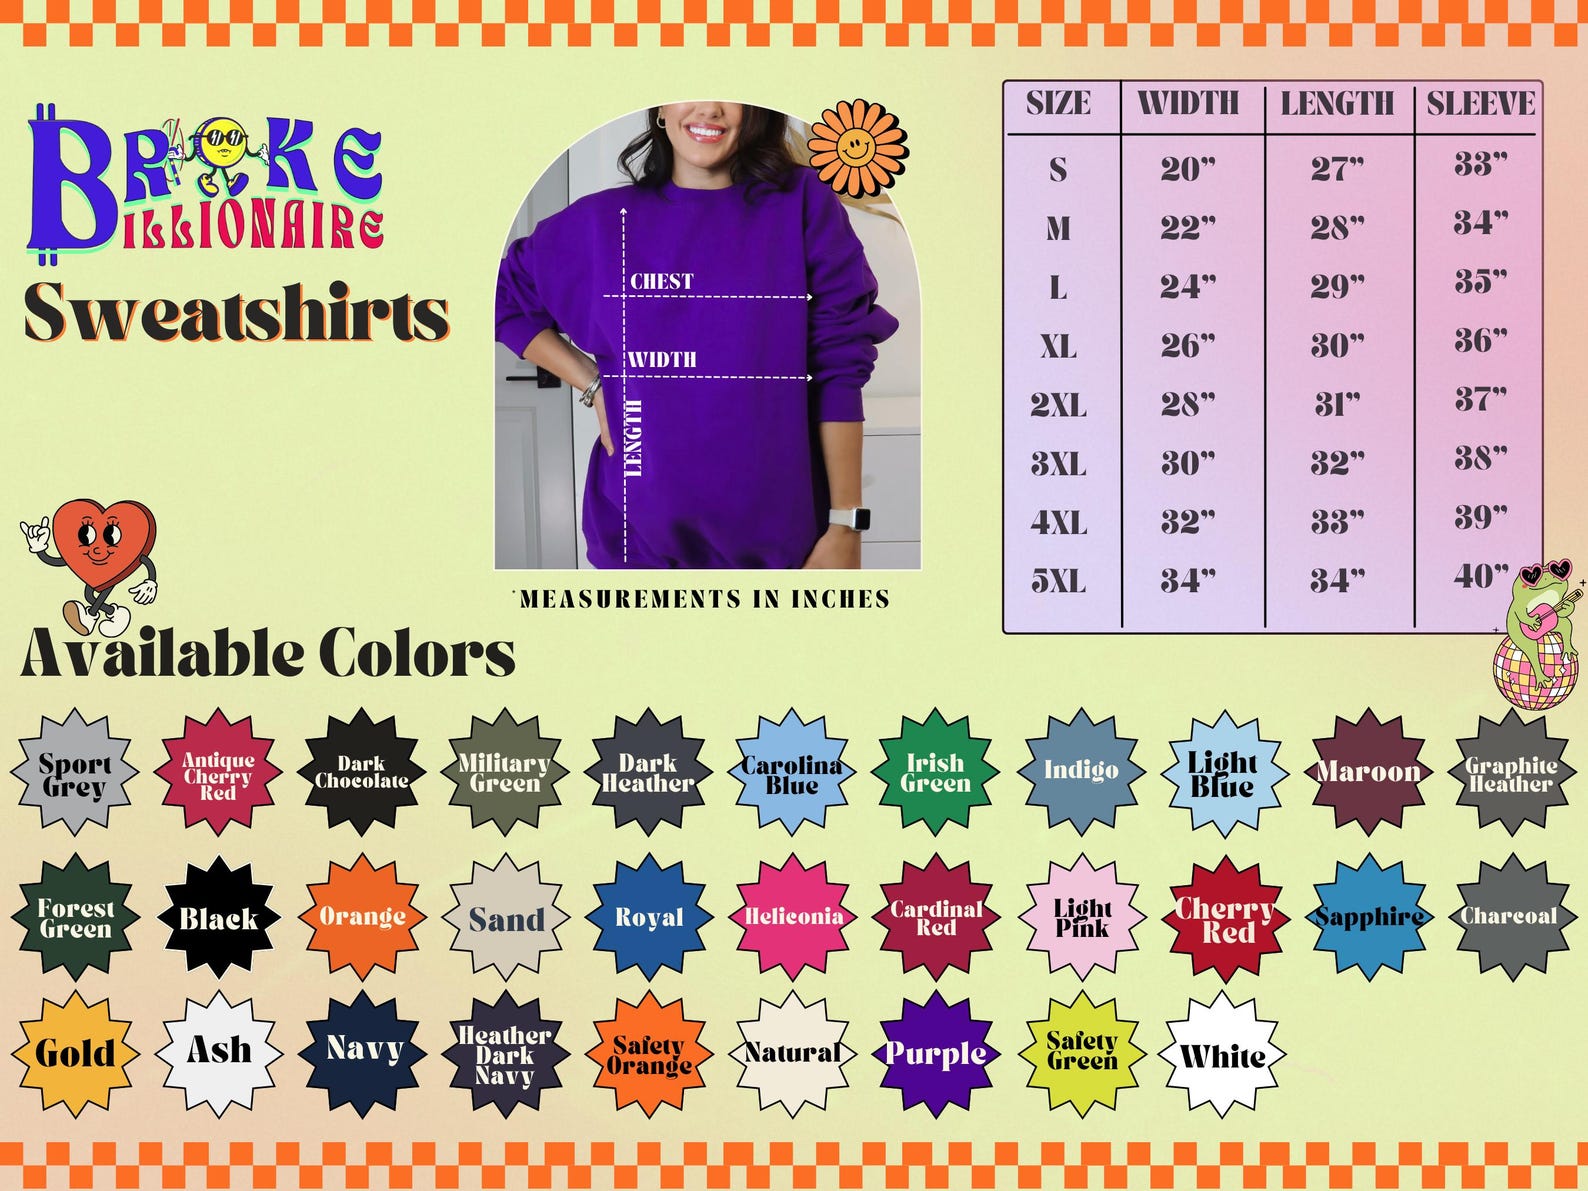 BROKE
BILLIONAIRE
Sweatshirts
CHEST
WIDTH
LENGTH
*MEASUREMENTS IN INCHES
SIZE WIDTH LENGTH SLEEVE
S 20” 27” 33”
M 22” 28” 34”
L 24” 29” 35”
XL 26” 30” 36”
2XL 28” 31” 37”
3XL 30” 32” 38”
4XL 32” 33” 39”
5XL 34” 34” 40”
Available Colors
Sport
Grey
Antique
Cherry
Red
Dark
Chocolate
Military
Green
Dark
Heather
Carolina
Blue
Irish
Green
Indigo
Light
Blue
Maroon
Graphite
Heather
Forest
Green
Black
Orange
Sand
Royal
Heliconia
Cardinal
Red
Light
Pink
Cherry
Red
Sapphire
Charcoal
Gold
Ash
Navy
Heather
Dark
Navy
Safety
Orange
Natural
Purple
Safety
Green
White